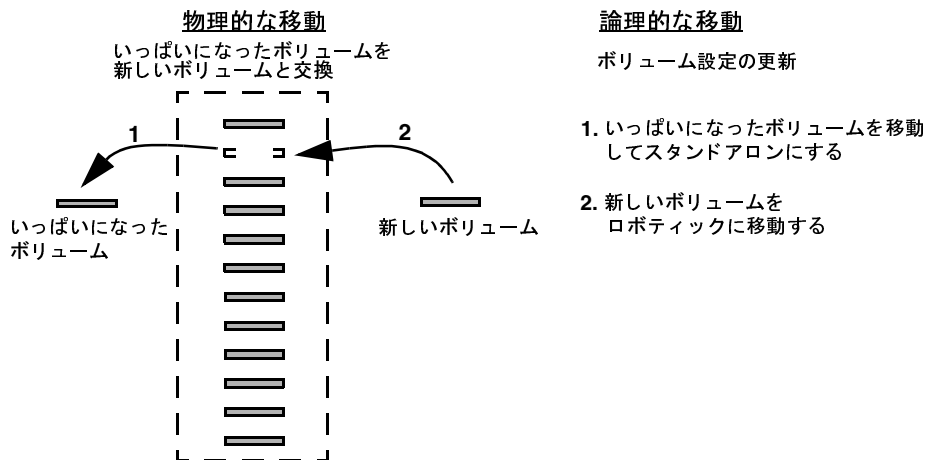 物理的な移動
いっぱいになったボリュームを
新しいボリュームと交換
1
2
いっぱいになった
ボリューム
新しいボリューム
論理的な移動
ボリューム設定の更新
1. いっぱいになったボリュームを移動
してスタンドアロンにする
2. 新しいボリュームを
ロボティックに移動する